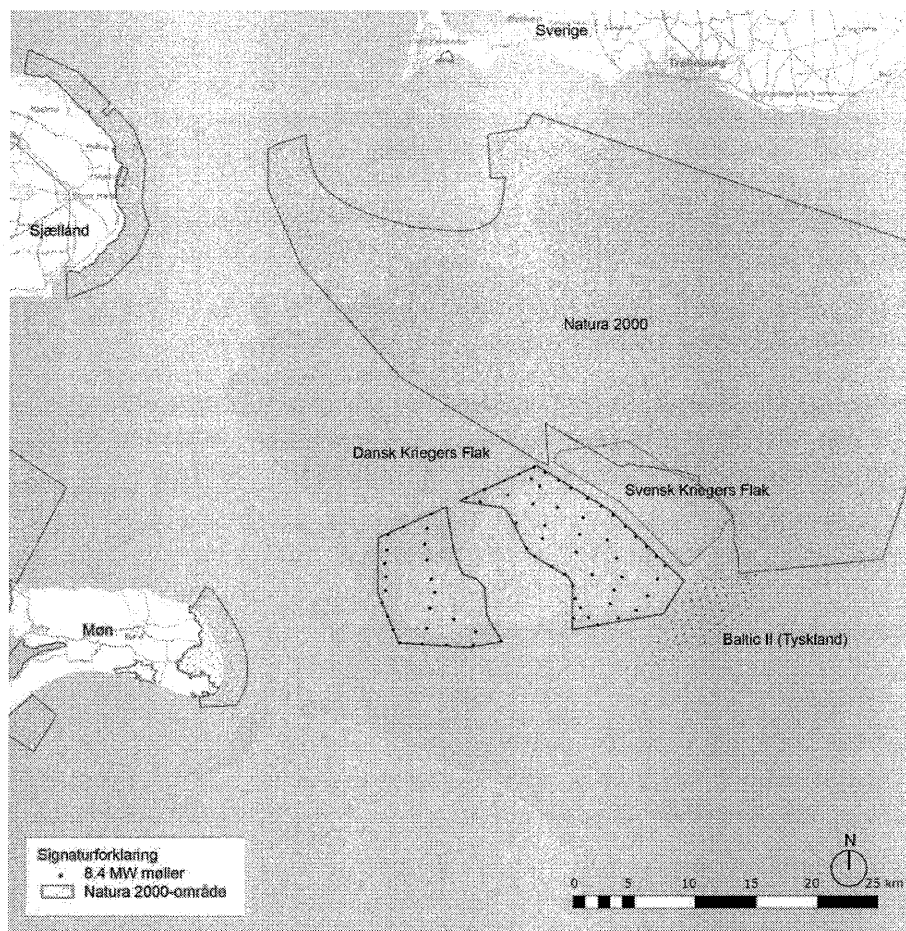 Sverige
Trelleborg
Sjælland
Natura 2000
Dansk Kriegers Flak
Svensk Kriegers Flak
Møn
Baltic II (Tyskland)
Signaturforklaring
8.4 MW møller
Natura 2000-område
N
0 5 10 15 20 25 km